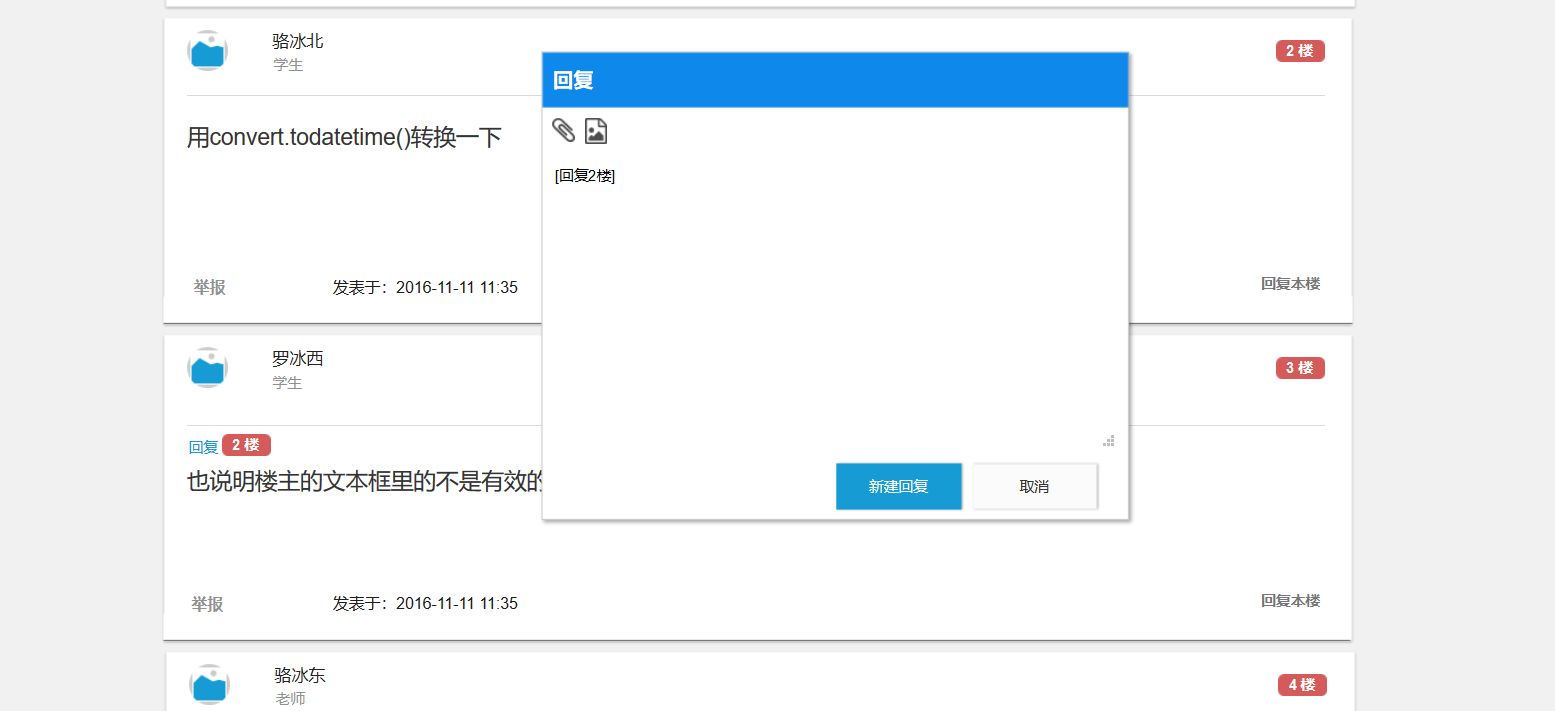 骆冰北
学生
2 楼
用convert.todatetime()转换一下
举报
发表于：2016-11-11 11:35
回复本楼
回复
[回复2楼]
新建回复
取消
罗冰西
学生
3 楼
回复 2 楼
也说明楼主的文本框里的不是有效的
举报
发表于：2016-11-11 11:35
回复本楼
骆冰东
老师
4 楼